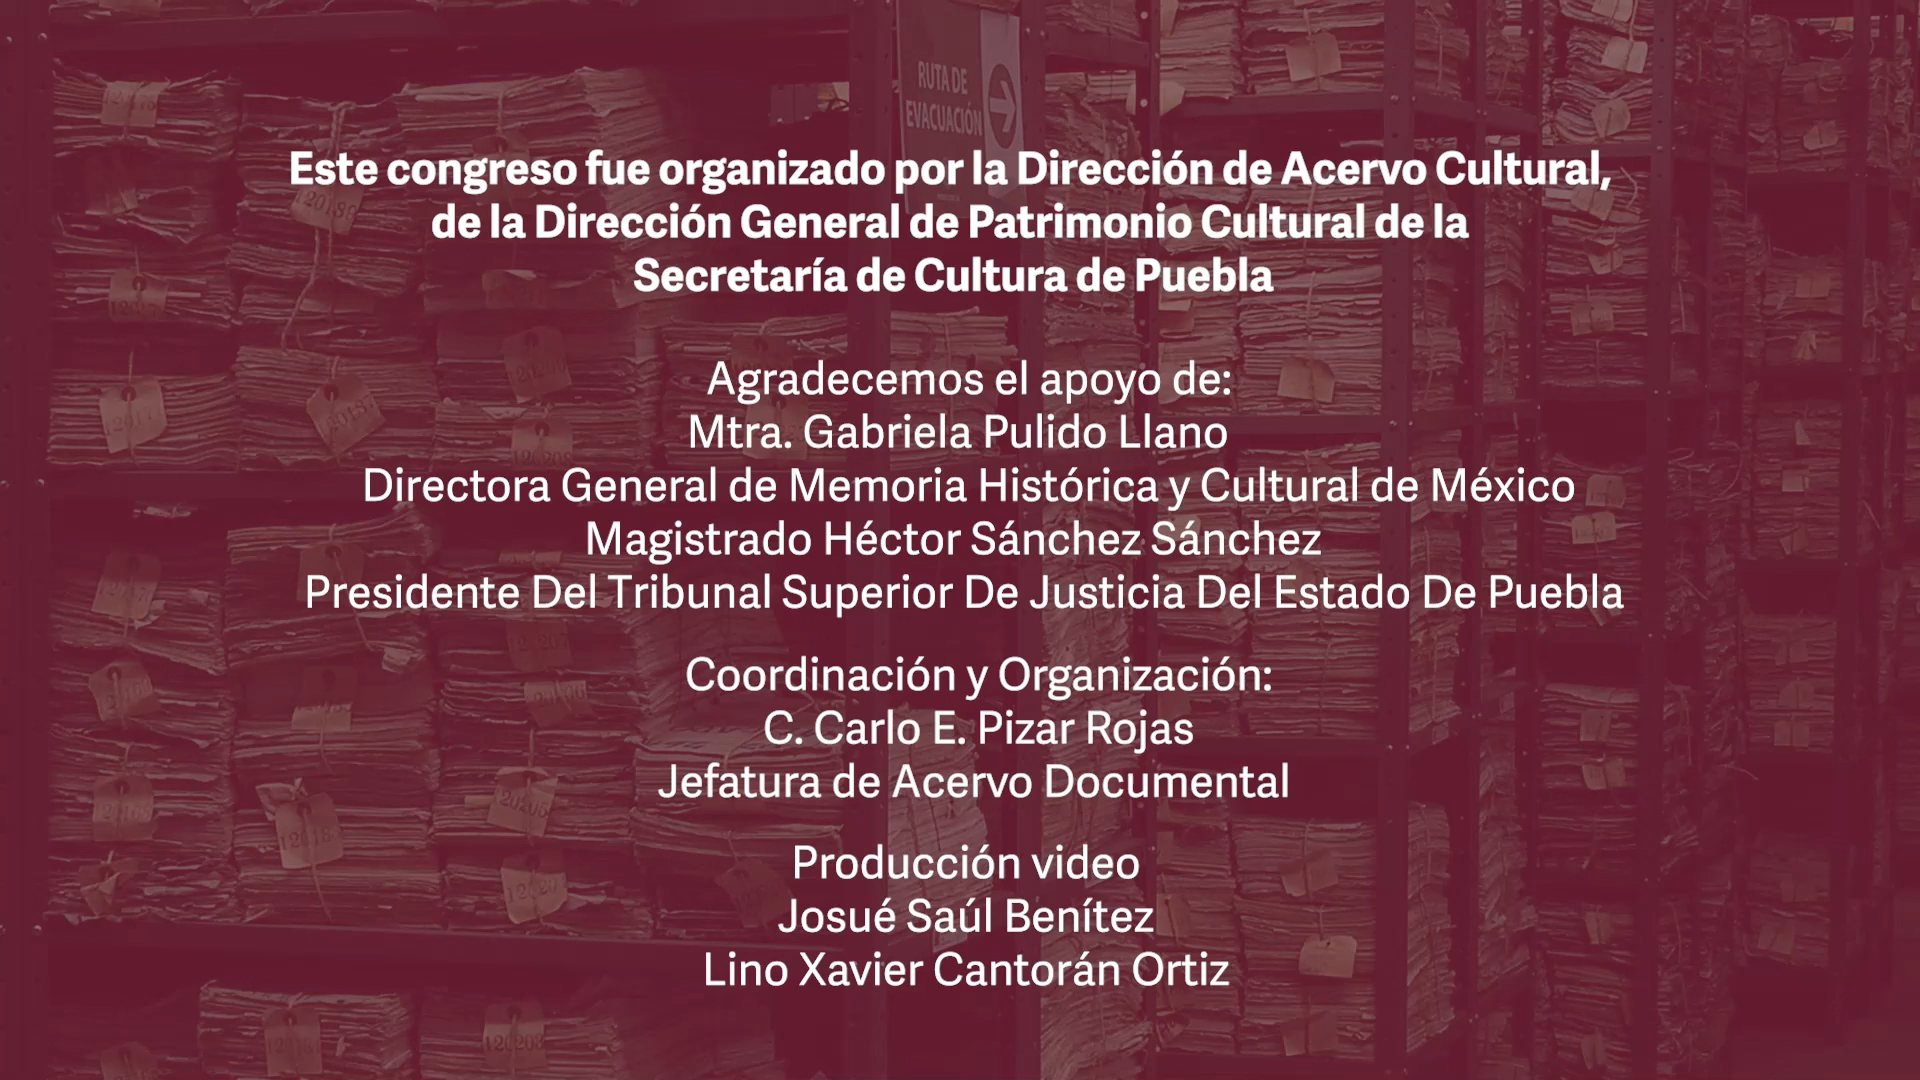 RUTA DE
EVACUACIÓN
Este congreso fue organizado por la Dirección de Acervo Cultural,
de la Dirección General de Patrimonio Cultural de la
Secretaría de Cultura de Puebla
Agradecemos el apoyo de:
Mtra. Gabriela Pulido Llano
Directora General de Memoria Histórica y Cultural de México
Magistrado Héctor Sánchez Sánchez
Presidente Del Tribunal Superior De Justicia Del Estado De Puebla
Coordinación y Organización:
C. Carlo E. Pizar Rojas
Jefatura de Acervo Documental
Producción video
Josué Saúl Benítez
Lino Xavier Cantorán Ortiz